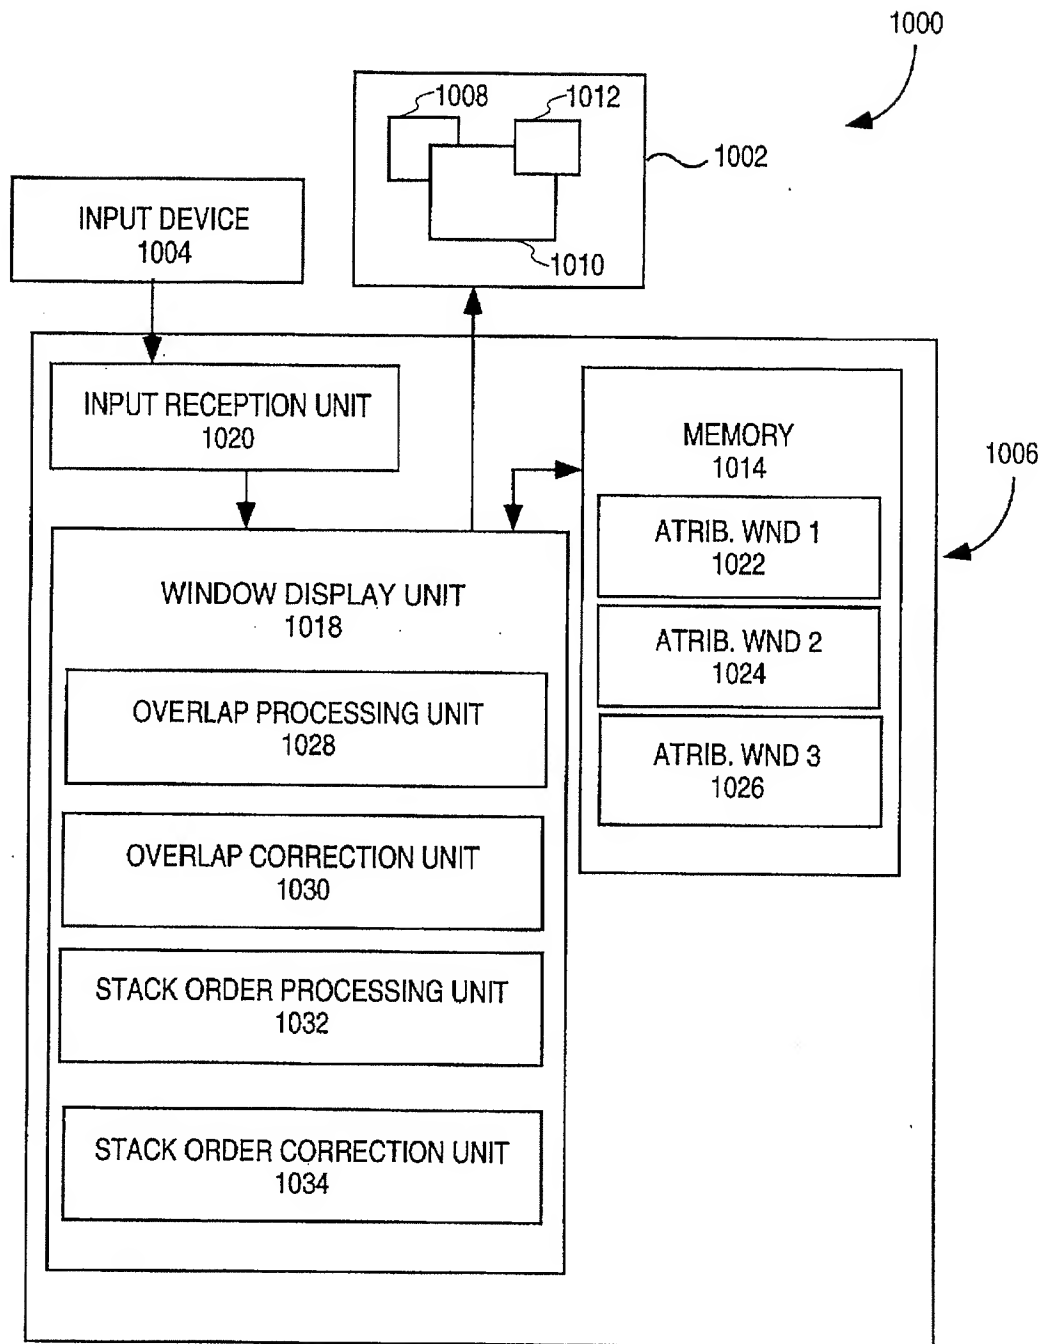 1000
1008
1012
1002
1010
INPUT DEVICE
1004
INPUT RECEPTION UNIT
1020
MEMORY
1014
1006
ATRIB. WND 1
1022
ATRIB. WND 2
1024
ATRIB. WND 3
1026
WINDOW DISPLAY UNIT
1018
OVERLAP PROCESSING UNIT
1028
OVERLAP CORRECTION UNIT
1030
STACK ORDER PROCESSING UNIT
1032
STACK ORDER CORRECTION UNIT
1034